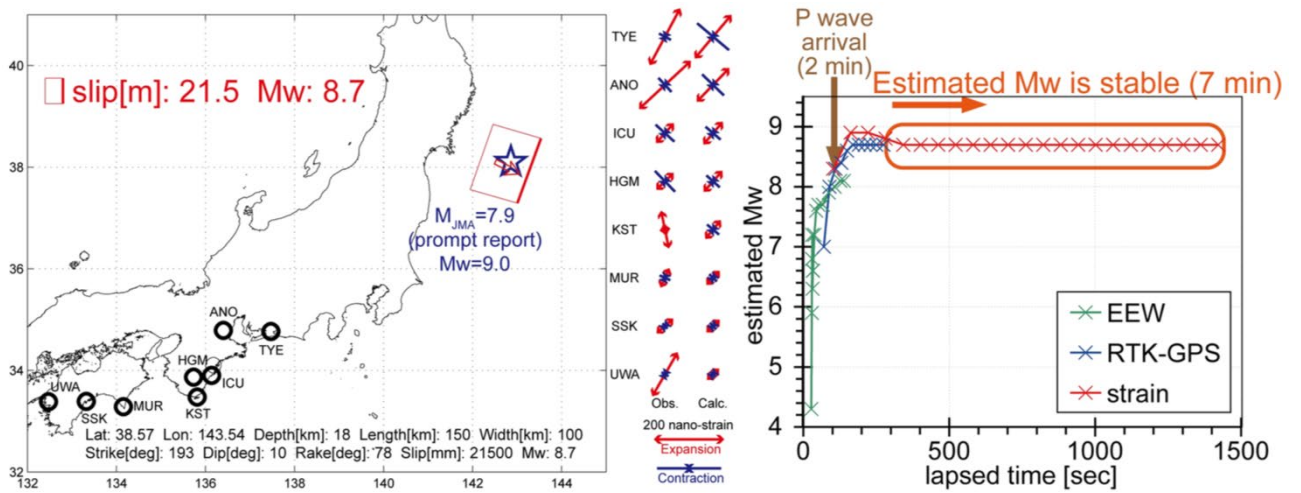 slip[m]: 21.5 Mw: 8.7
40
38
36
34
32
132
134
136
138
140
142
144
M_JMA=7.9
(prompt report)
Mw=9.0
ANO
TYE
HGM
ICU
UWA
SSK
MUR
KST
Lat: 38.57 Lon: 143.54 Depth[km]: 18 Length[km]: 150 Width[km]: 100
Strike[deg]: 193 Dip[deg]: 10 Rake[deg]: 78 Slip[mm]: 21500 Mw: 8.7
TYE
ANO
ICU
HGM
KST
MUR
SSK
UWA
Obs. Calc.
200 nano-strain
Expansion
Contraction
P wave
arrival
(2 min)
Estimated Mw is stable (7 min)
estimated Mw
9
8
7
6
5
4
0
500
1000
1500
lapsed time [sec]
EEW
RTK-GPS
strain